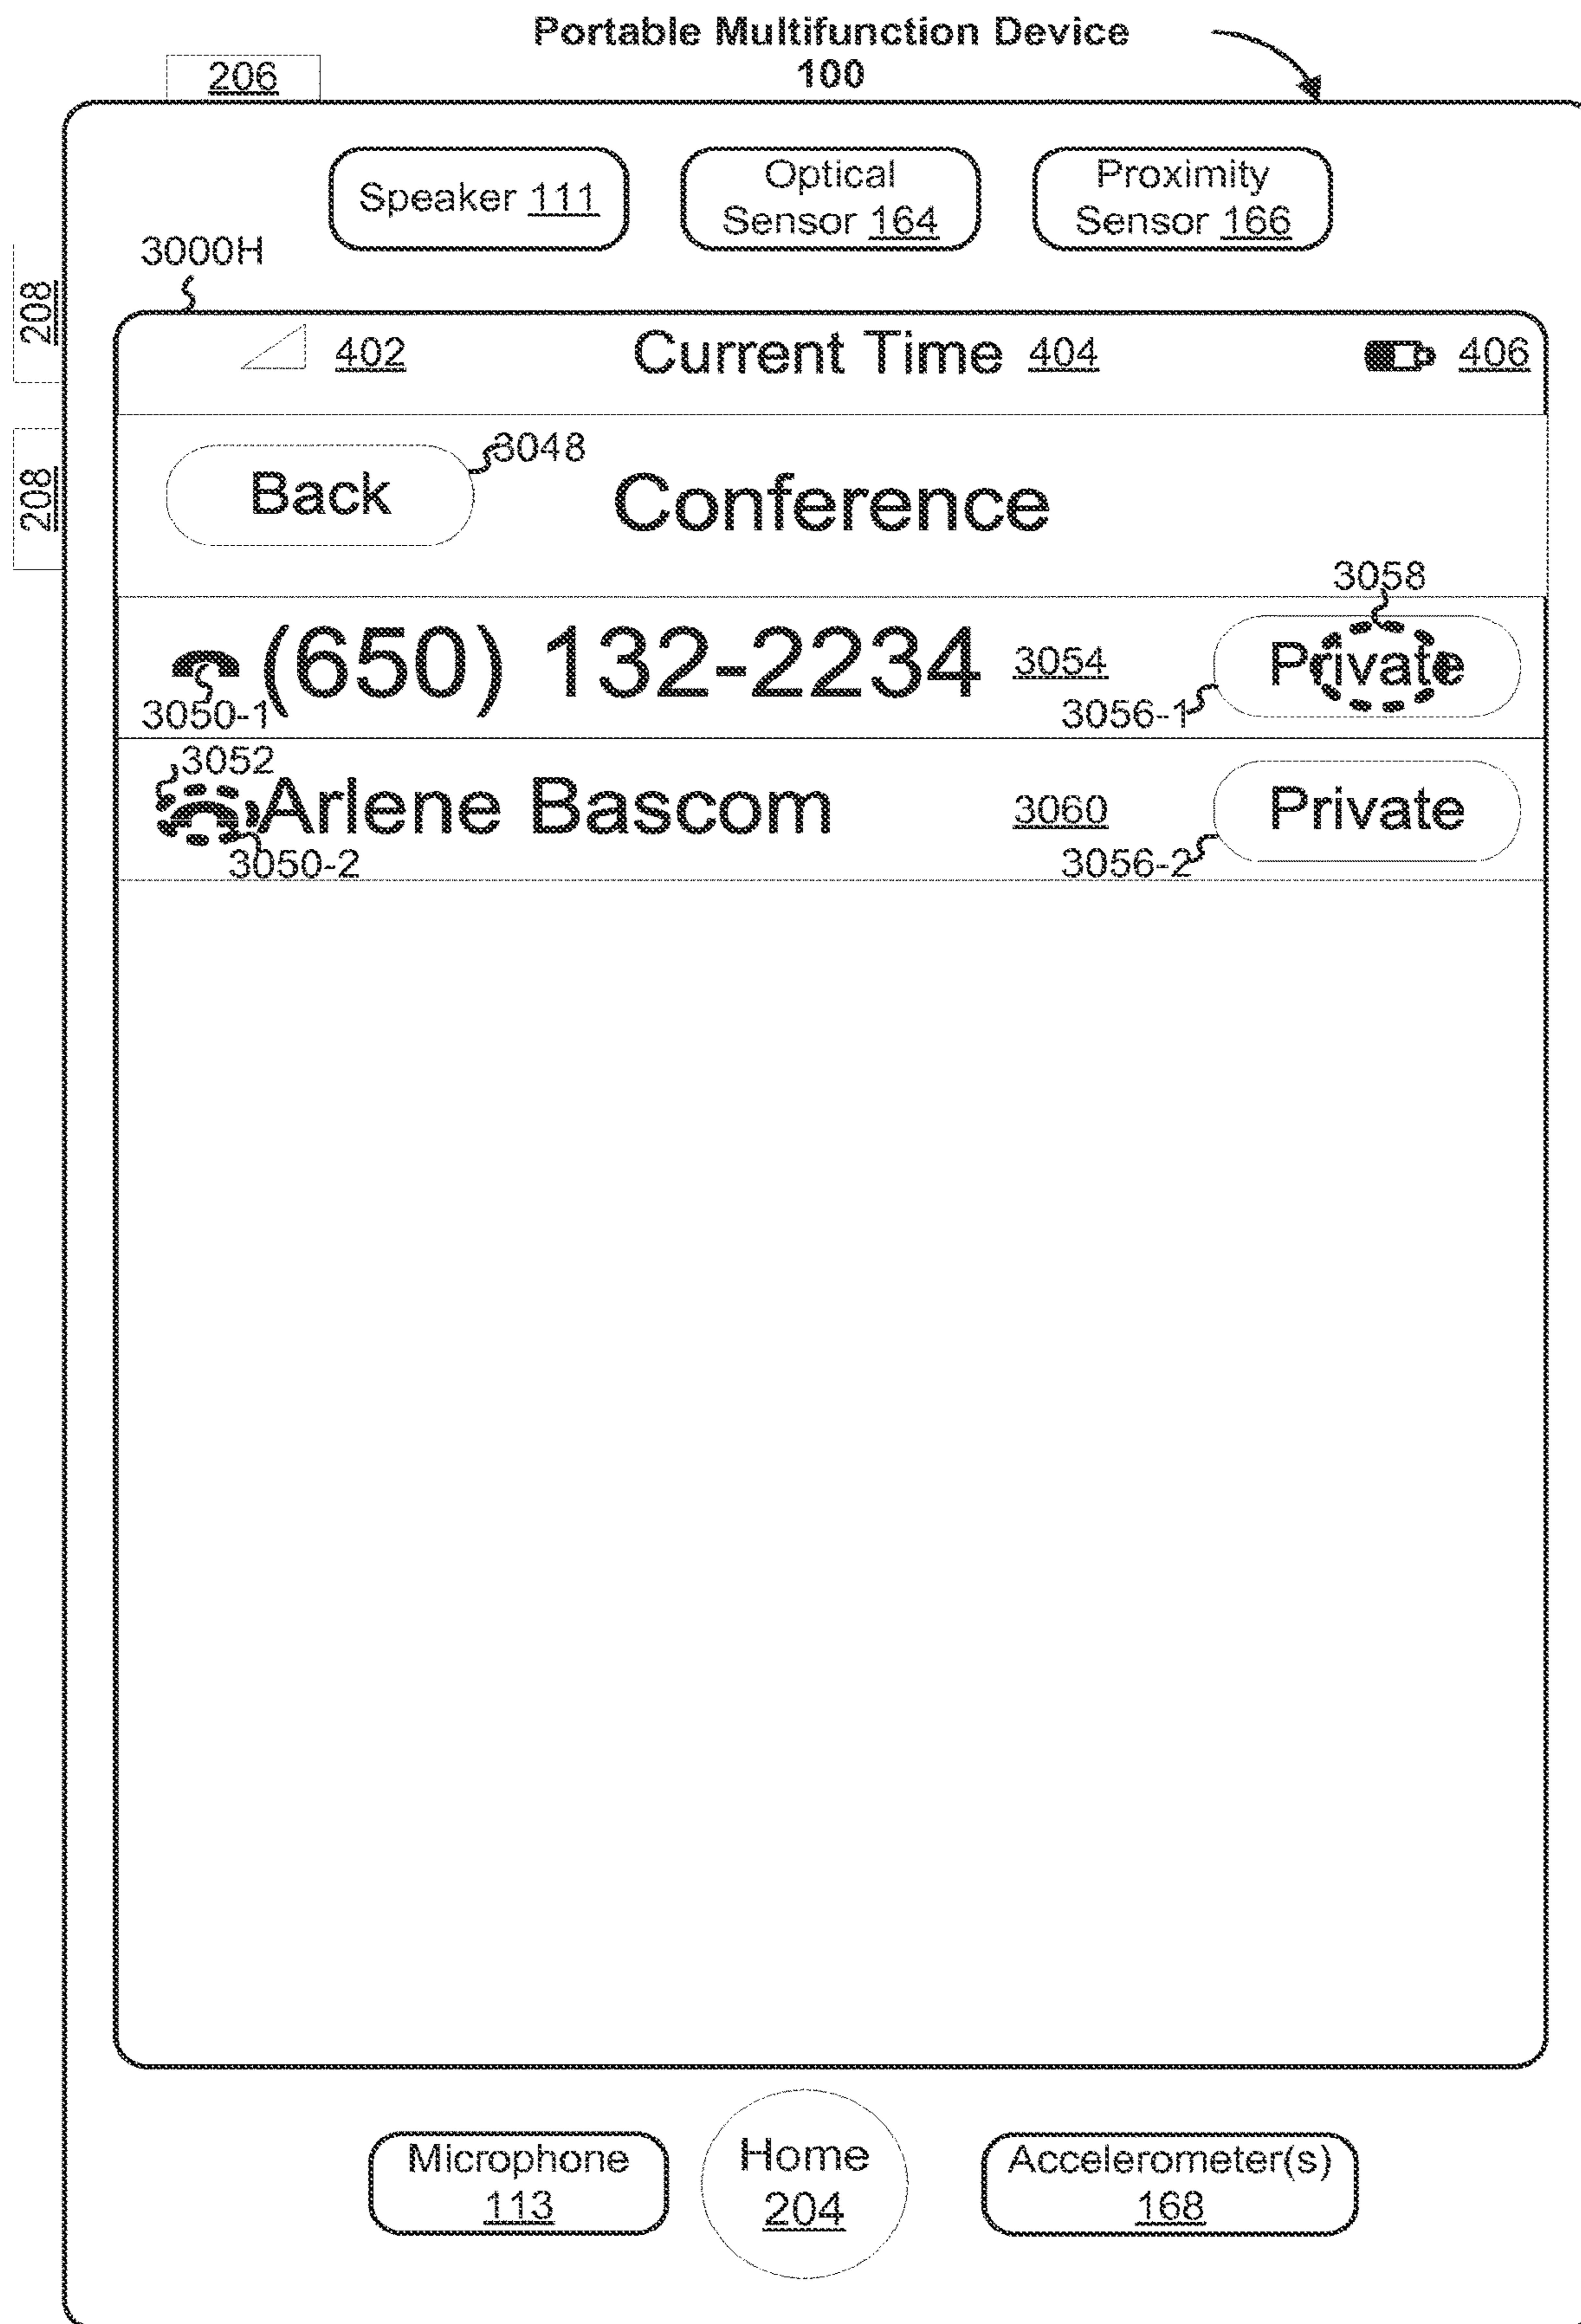 Portable Multifunction Device
100
206
Speaker 111
Optical
Sensor 164
Proximity
Sensor 166
3000H
208
402
Current Time 404
406
208
Back
3048
Conference
3058
(650) 132-2234
3054
Private
3050-1
3056-1
3052
Arlene Bascom
3060
Private
3050-2
3056-2
Microphone
113
Home
204
Accelerometer(s)
168